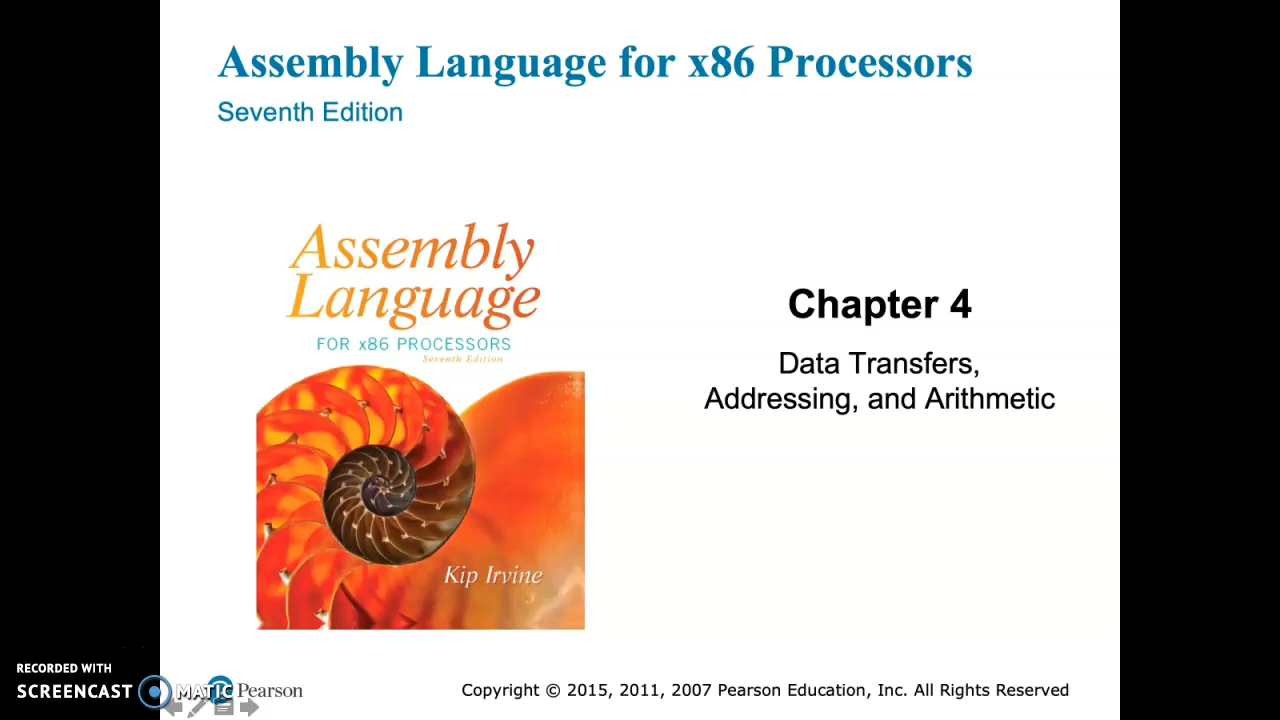 Assembly Language for x86 Processors
Seventh Edition
Assembly
Language
FOR x86 PROCESSORS
Seventh Edition
Kip Irvine
Chapter 4
Data Transfers,
Addressing, and Arithmetic
RECORDED WITH
SCREENCAST MATIC
Pearson
Copyright © 2015, 2011, 2007 Pearson Education, Inc. All Rights Reserved